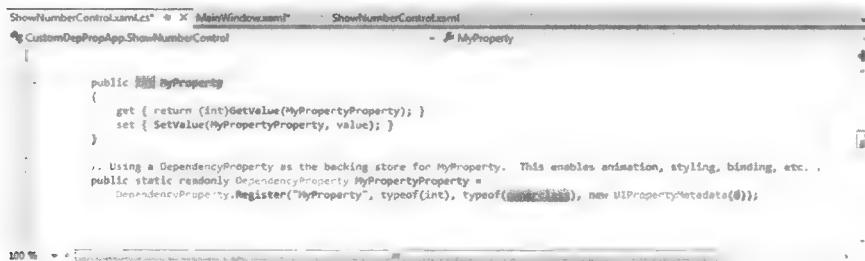 ShowNumberControl.xaml.cs* MainWindow.xaml* ShowNumberControl.xaml
CustomDepPropApp.ShowNumberControl MyProperty
public MyProperty
{
get { return (int)GetValue(MyPropertyProperty); }
set { SetValue(MyPropertyProperty, value); }
}
Using a DependencyProperty as the backing store for MyProperty. This enables animation, styling, binding, etc...
public static readonly DependencyProperty MyPropertyProperty =
DependencyProperty.Register("MyProperty", typeof(int), typeof( ), new UIPropertyMetadata(0));
100 %